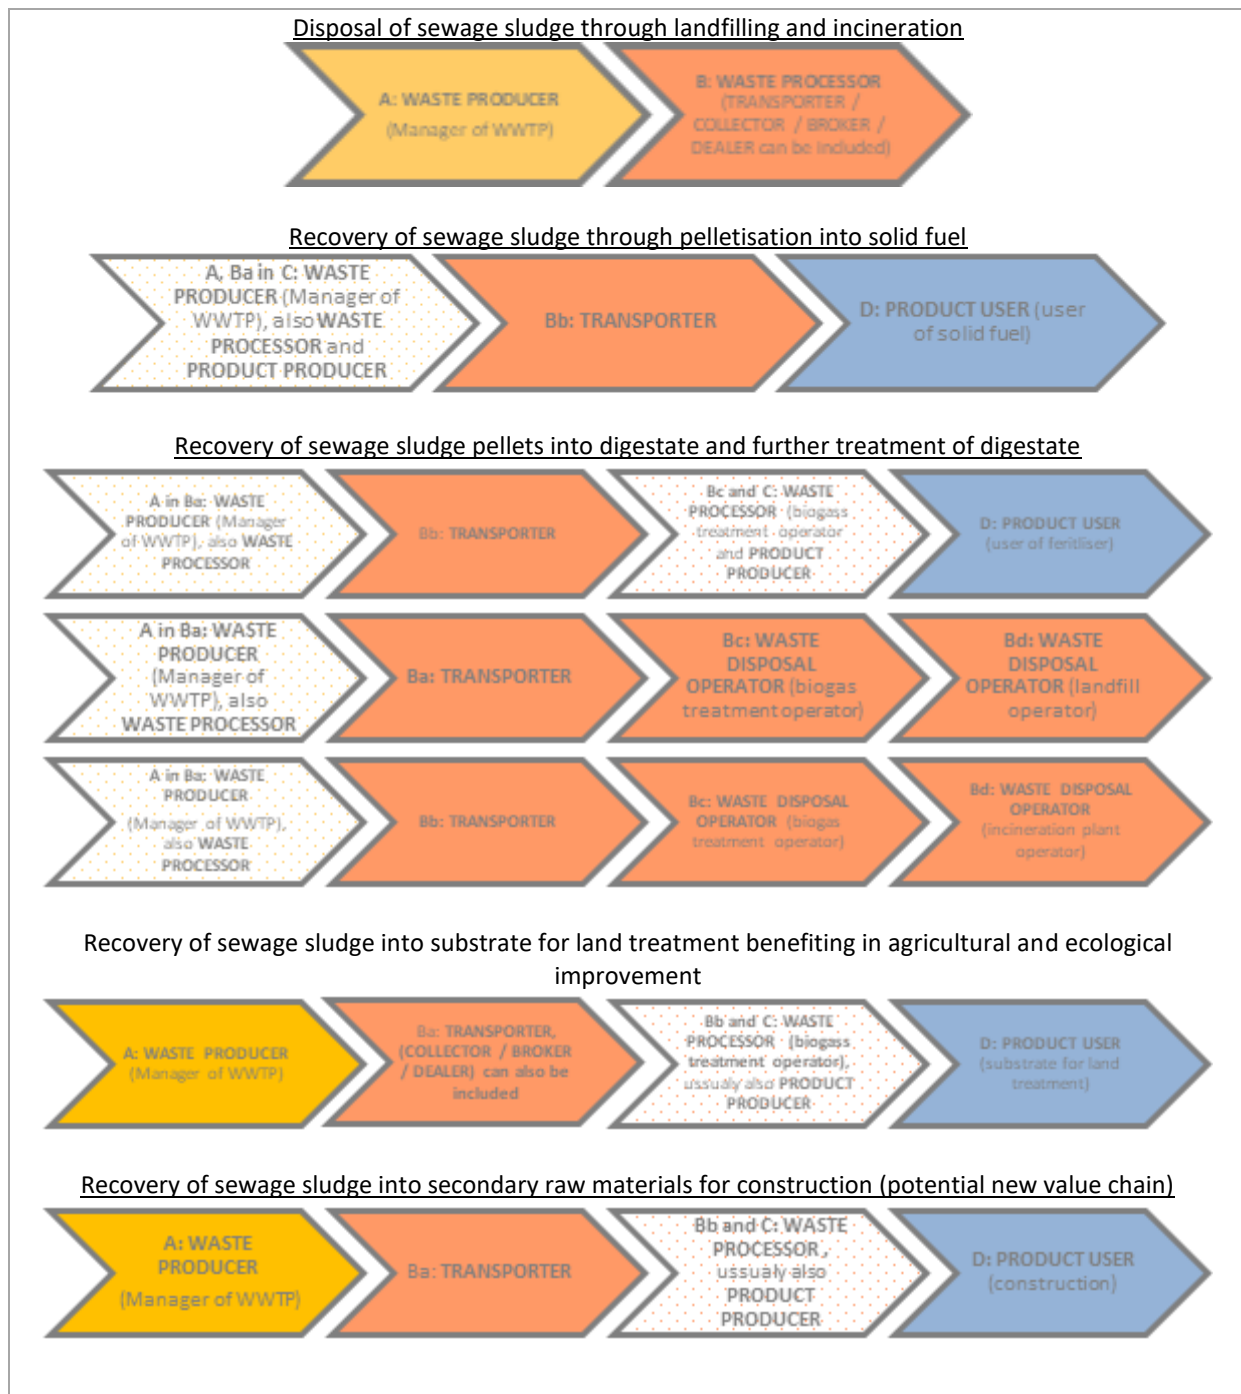 Disposal of sewage sludge through landfilling and incineration
A: WASTE PRODUCER
(Manager of WWTP)
B: WASTE PROCESSOR
(TRANSPORTER /
COLLECTOR / BROKER /
DEALER can be included)
Recovery of sewage sludge through pelletisation into solid fuel
A, Ba in C: WASTE
PRODUCER (Manager of
WWTP), also WASTE
PROCESSOR and
PRODUCT PRODUCER
Bb: TRANSPORTER
D: PRODUCT USER (user
of solid fuel)
Recovery of sewage sludge pellets into digestate and further treatment of digestate
A in Ba: WASTE
PRODUCER (Manager
of WWTP), also WASTE
PROCESSOR
Bb: TRANSPORTER
Bc and C: WASTE
PROCESSOR (biogass
treatment operator
and PRODUCT
PRODUCER
D: PRODUCT USER
(user of feritliser)
A in Ba: WASTE
PRODUCER
(Manager of
WWTP), also
WASTE PROCESSOR
Ba: TRANSPORTER
Bc: WASTE
DISPOSAL
OPERATOR (biogas
treatment operator)
Bd: WASTE
DISPOSAL
OPERATOR (landfill
operator)
A in Ba: WASTE
PRODUCER
(Manager of WWTP),
also WASTE
PROCESSOR
Bb: TRANSPORTER
Bc: WASTE DISPOSAL
OPERATOR (biogas
treatment operator)
Bd: WASTE DISPOSAL
OPERATOR
(incineration plant
operator)
Recovery of sewage sludge into substrate for land treatment benefiting in agricultural and ecological
improvement
A: WASTE PRODUCER
(Manager of WWTP)
Ba: TRANSPORTER,
(COLLECTOR / BROKER
/ DEALER) can also be
included
Bb and C: WASTE
PROCESSOR (biogass
treatment operator),
ussualy also PRODUCT
PRODUCER
D: PRODUCT USER
(substrate for land
treatment)
Recovery of sewage sludge into secondary raw materials for construction (potential new value chain)
A: WASTE
PRODUCER
(Manager of WWTP)
Ba: TRANSPORTER
Bb and C: WASTE
PROCESSOR ,
ussualy also
PRODUCT
PRODUCER
D: PRODUCT USER
(construction)